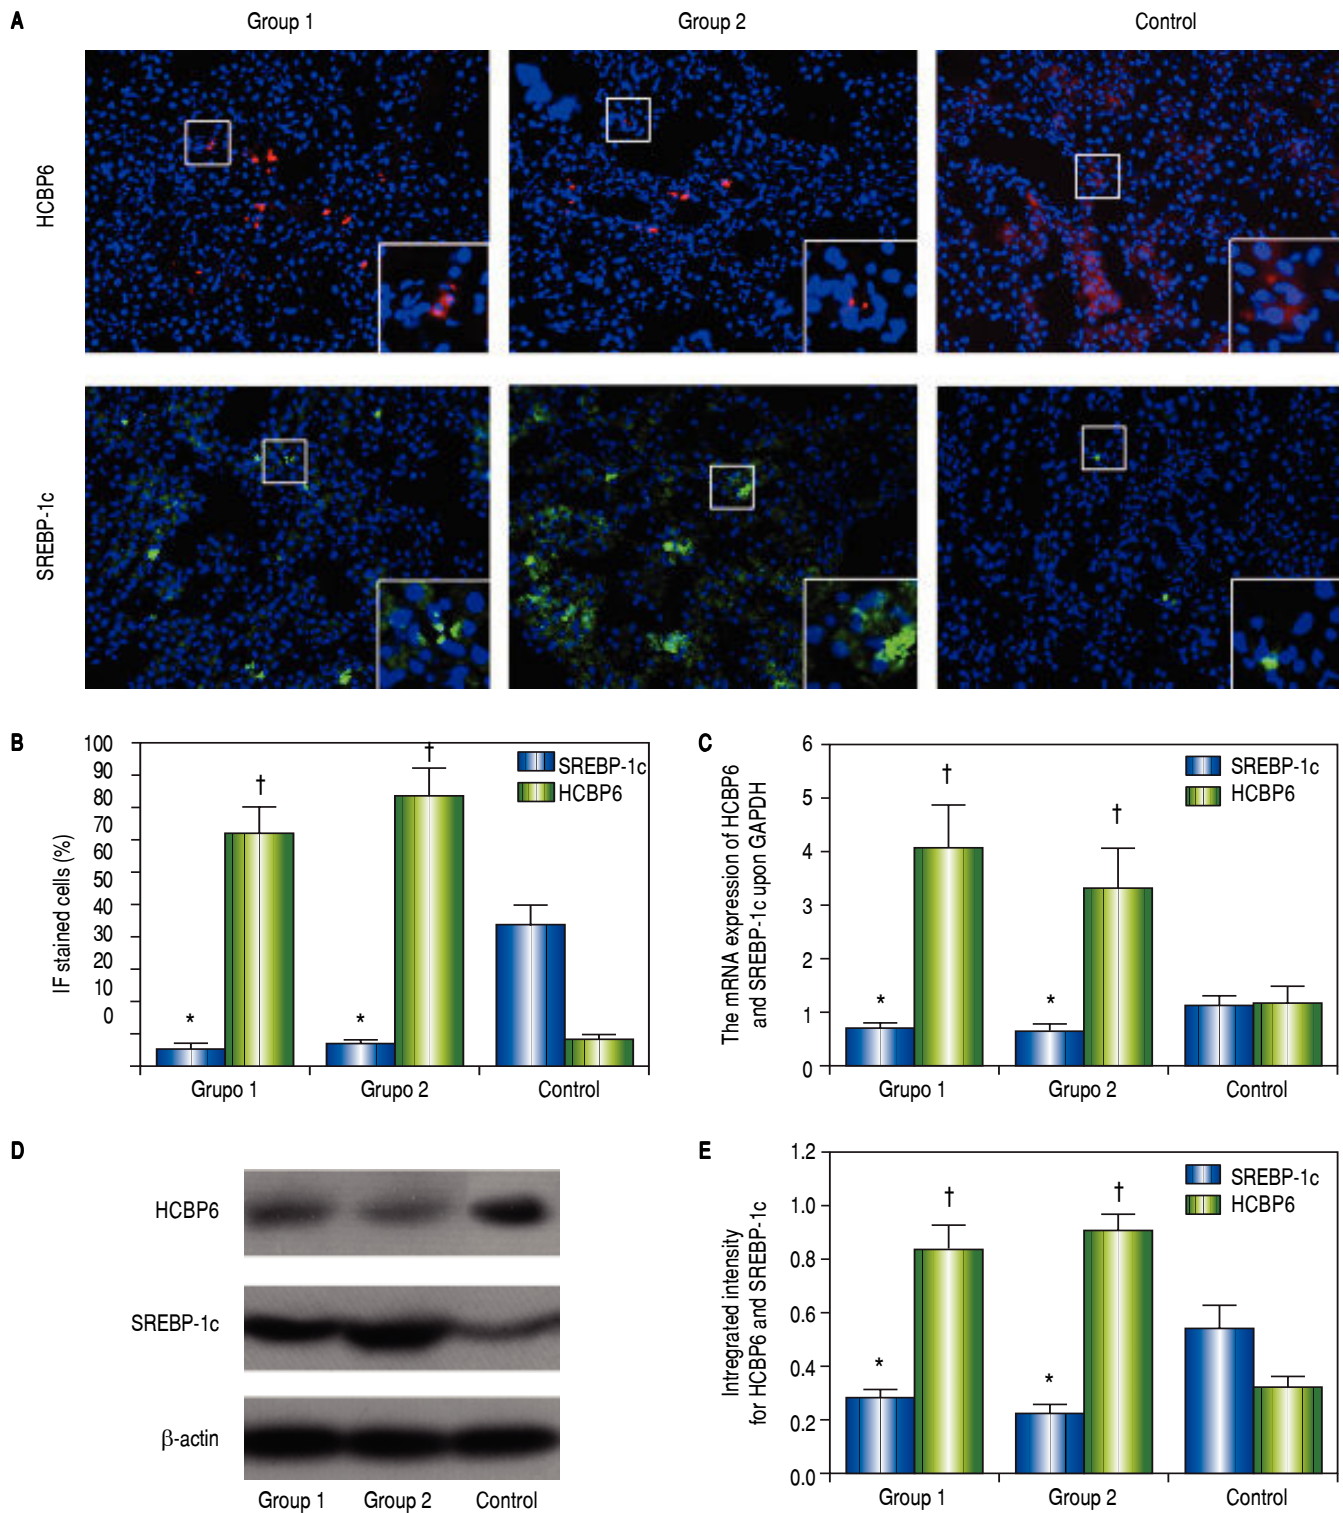 A
Group 1
Group 2
Control
HCBP6
SREBP-1c
B
100
90
80
70
60
50
40
30
20
10
0
IF stained cells (%)
†
†
*
*
SREBP-1c
HCBP6
Grupo 1
Grupo 2
Control
C
6
5
4
3
2
1
0
The mRNA expression of HCBP6
and SREBP-1c upon GAPDH
†
†
*
*
SREBP-1c
HCBP6
Grupo 1
Grupo 2
Control
D
HCBP6
SREBP-1c
β-actin
Group 1
Group 2
Control
E
1.2
1.0
0.8
0.6
0.4
0.2
0.0
Intregrated intensity
for HCBP6 and SREBP-1c
†
†
*
*
SREBP-1c
HCBP6
Group 1
Group 2
Control